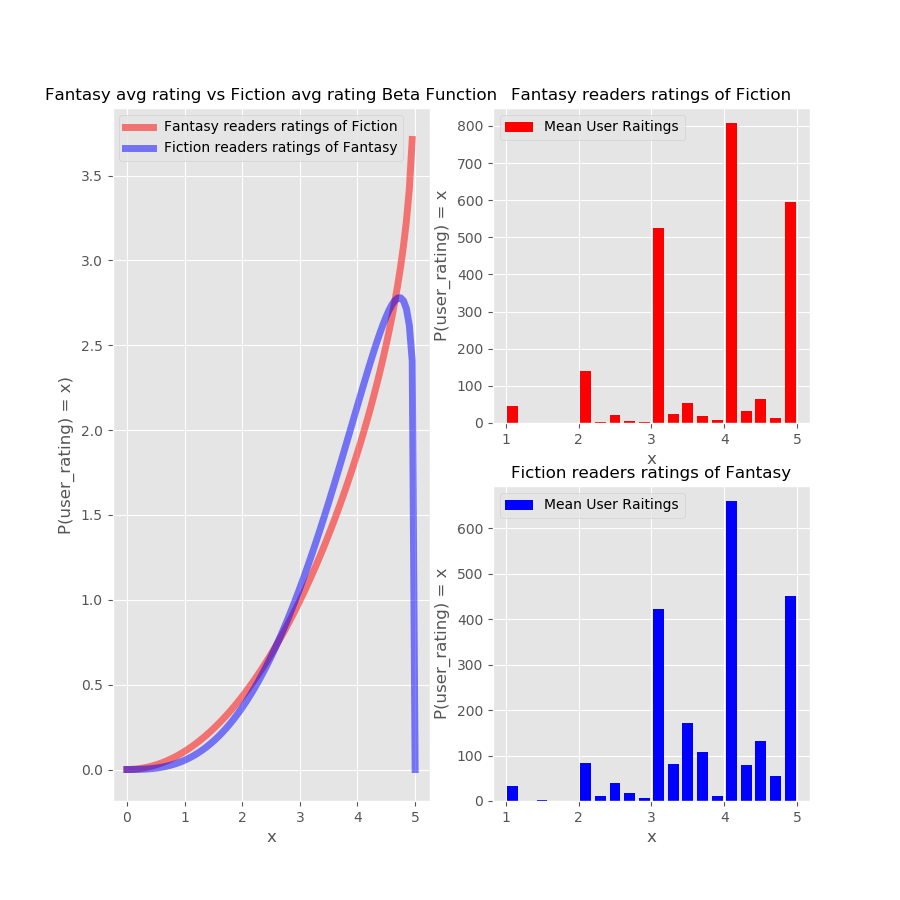 Fantasy avg rating vs Fiction avg rating Beta Function
Fantasy readers ratings of Fiction
Fiction readers ratings of Fantasy
P(user_rating) = x)
3.5
3.0
2.5
2.0
1.5
1.0
0.5
0.0
0 1 2 3 4 5
x
Fantasy readers ratings of Fiction
Mean User Raitings
P(user_rating) = x
800
700
600
500
400
300
200
100
0
1 2 3 4 5
x
Fiction readers ratings of Fantasy
Mean User Raitings
P(user_rating) = x
600
500
400
300
200
100
0
1 2 3 4 5
x